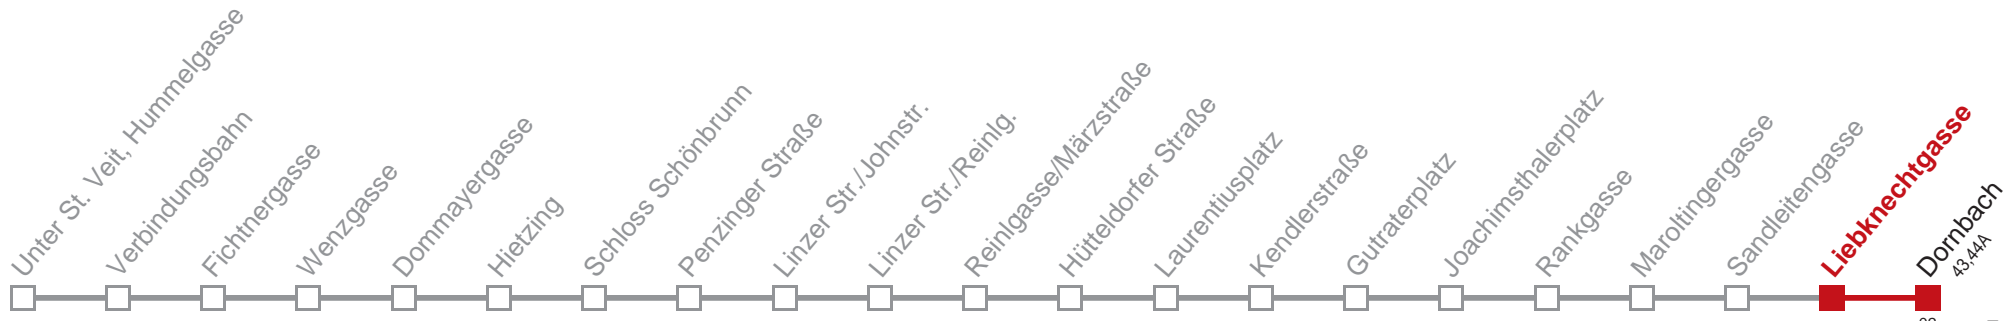 Unter St. Veit, Hummelgasse
Verbindungsbahn
Fichtnergasse
Wenzgasse
Dommayergasse
Hietzing
Schloss Schönbrunn
Penzinger Straße
Linzer Str./Johnstr.
Linzer Str./Reinlg.
Reinlgasse/Märzstraße
Hütteldorfer Straße
Laurentiusplatz
Kendlerstraße
Gutraterplatz
Joachimsthalerplatz
Rankgasse
Maroltingergasse
Sandleitengasse
Liebknechtgasse
Dornbach
43,44A